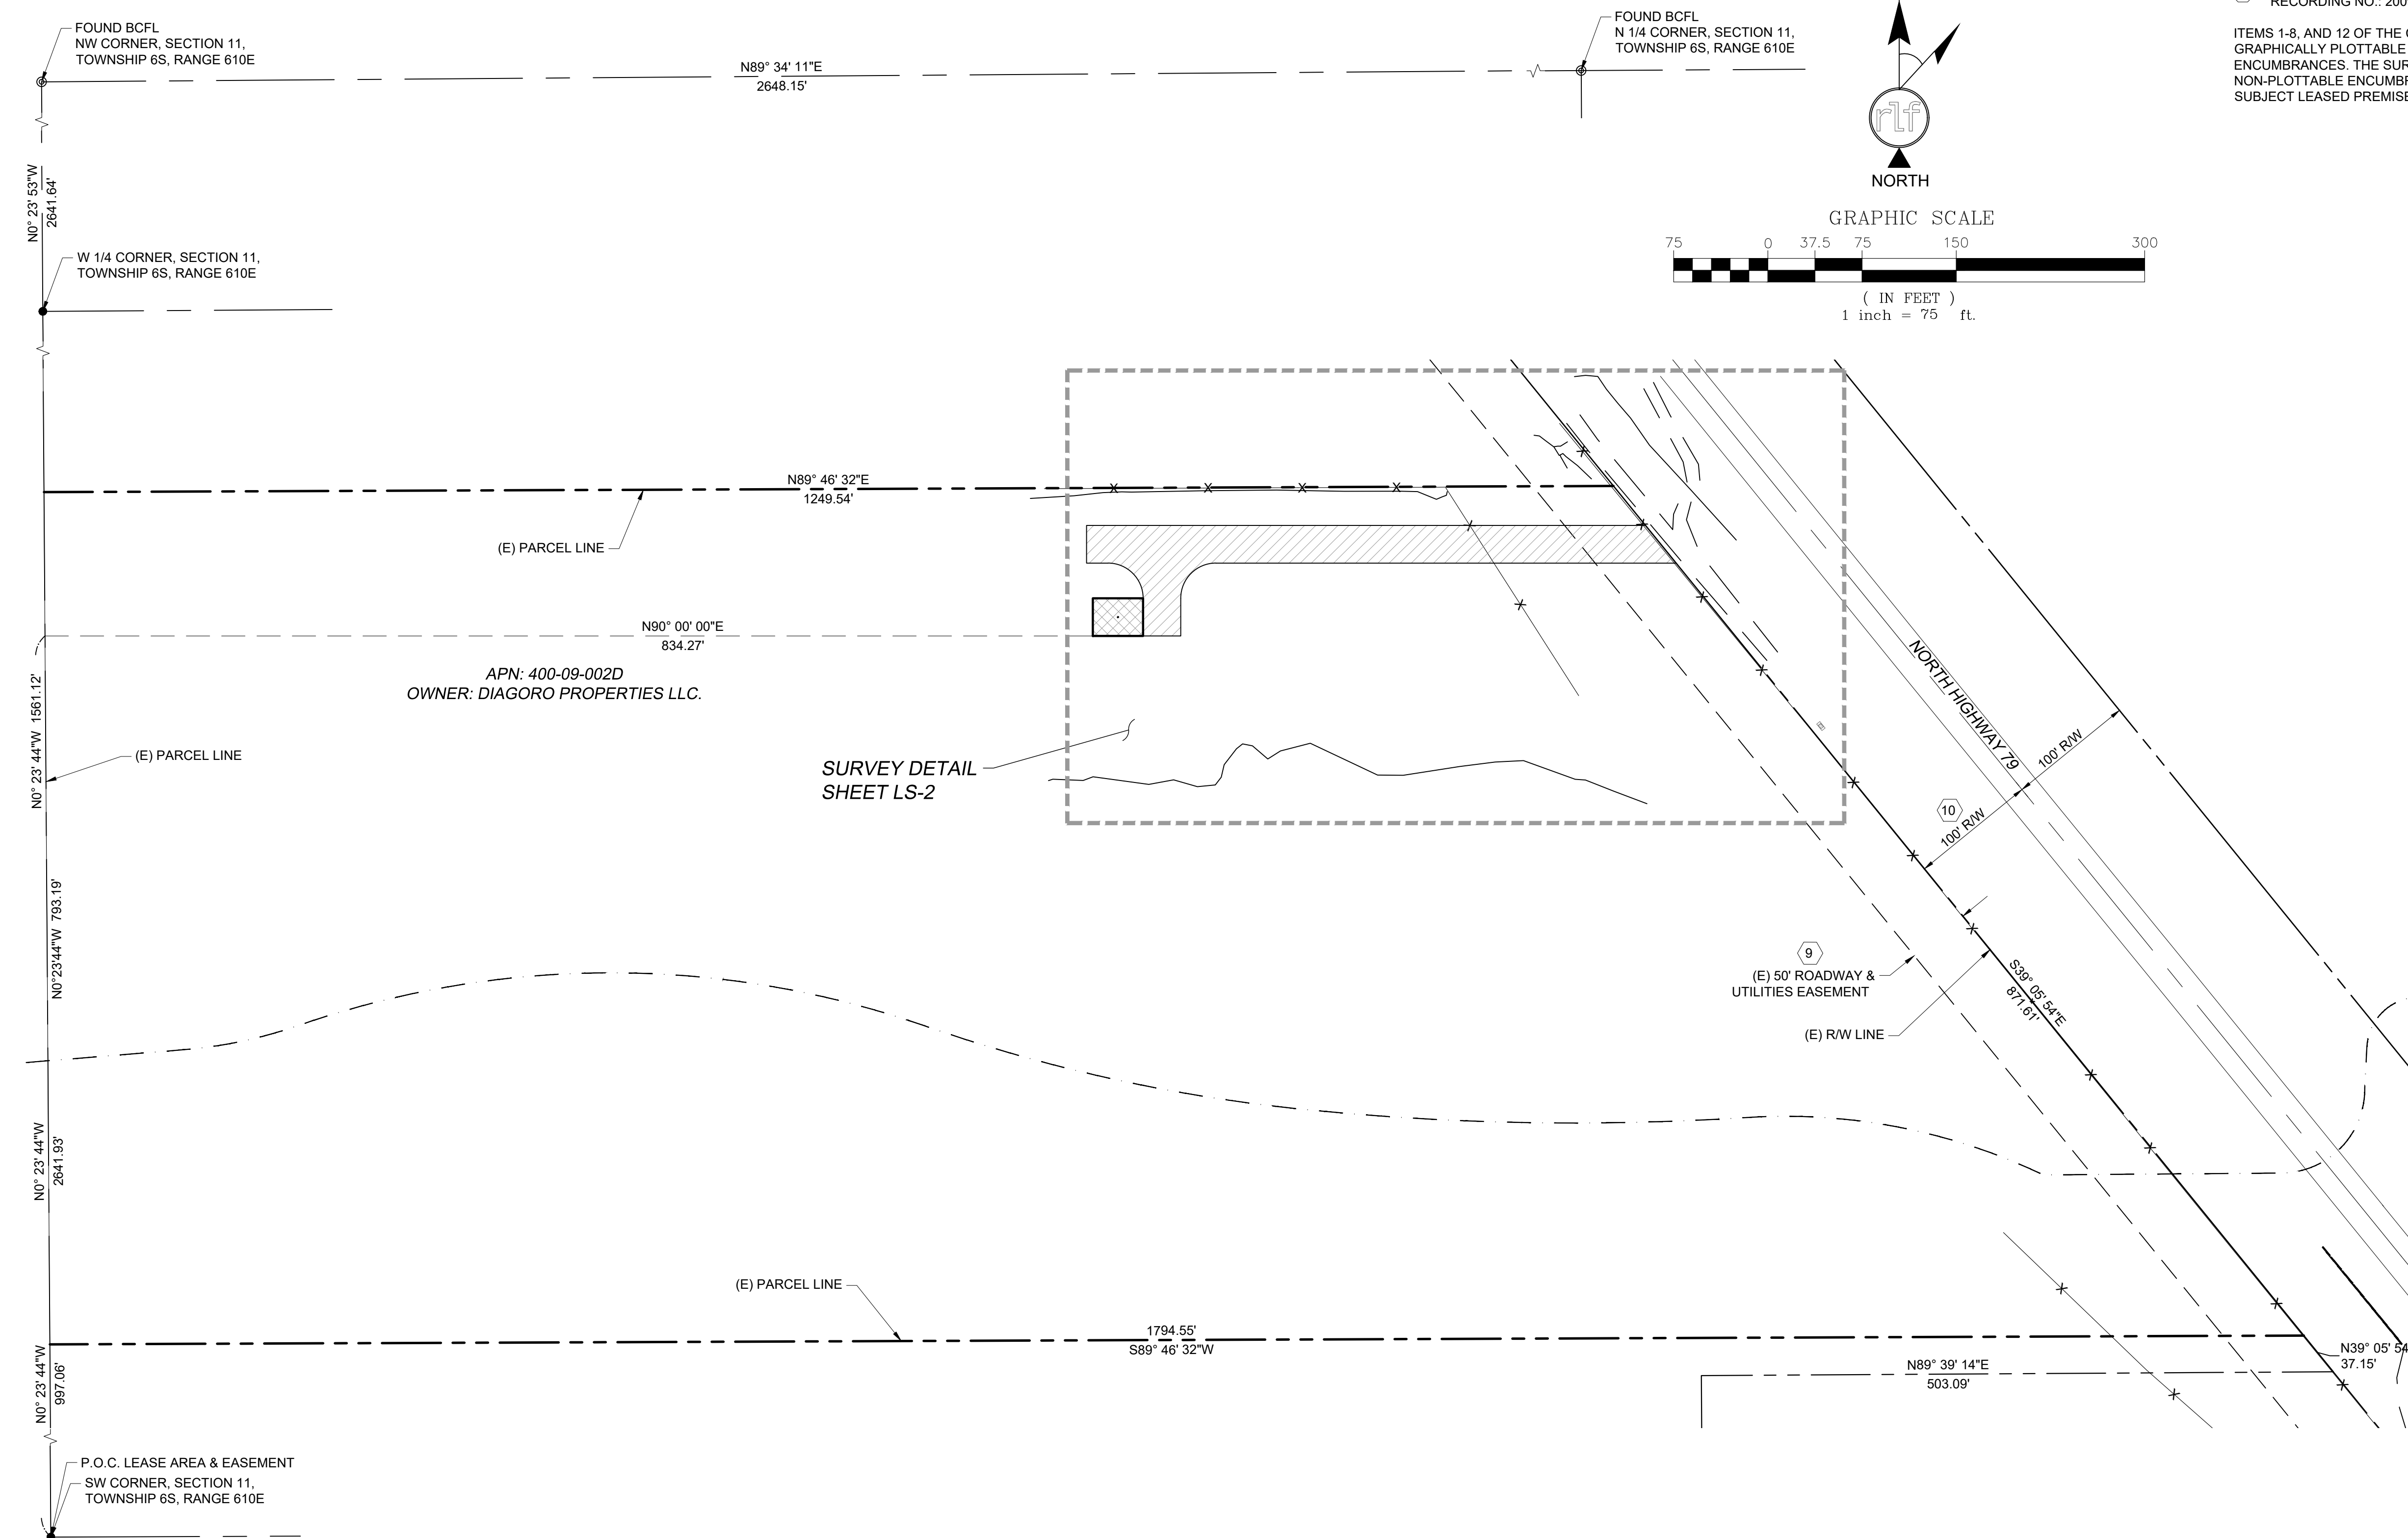 FOUND BCFL
NW CORNER, SECTION 11,
TOWNSHIP 6S, RANGE 610E
N89° 34' 11"E
2648.15'
FOUND BCFL
N 1/4 CORNER, SECTION 11,
TOWNSHIP 6S, RANGE 610E
rlf
NORTH
RECORDING NO.: 200
ITEMS 1-8, AND 12 OF THE
GRAPHICALLY PLOTTABLE
ENCUMBRANCES. THE SUR
NON-PLOTTABLE ENCUMB
SUBJECT LEASED PREMISE
GRAPHIC SCALE
75 0 37.5 75 150 300
( IN FEET )
1 inch = 75 ft.
N0° 23' 53"W
2641.64'
W 1/4 CORNER, SECTION 11,
TOWNSHIP 6S, RANGE 610E
N89° 46' 32"E
1249.54'
(E) PARCEL LINE
N90° 00' 00"E
834.27'
APN: 400-09-002D
OWNER: DIAGORO PROPERTIES LLC.
N0° 23' 44"W 1561.12'
(E) PARCEL LINE
SURVEY DETAIL
SHEET LS-2
NORTH HIGHWAY 79
100' R/W
10
100' R/W
N0°23'44"W 793.19'
9
(E) 50' ROADWAY &
UTILITIES EASEMENT
(E) R/W LINE
S39° 05' 54"E
871.61'
N0° 23' 44"W
2641.93'
(E) PARCEL LINE
1794.55'
S89° 46' 32"W
N39° 05' 54
37.15'
N89° 39' 14"E
503.09'
N0° 23' 44"W
997.06'
P.O.C. LEASE AREA & EASEMENT
SW CORNER, SECTION 11,
TOWNSHIP 6S, RANGE 610E